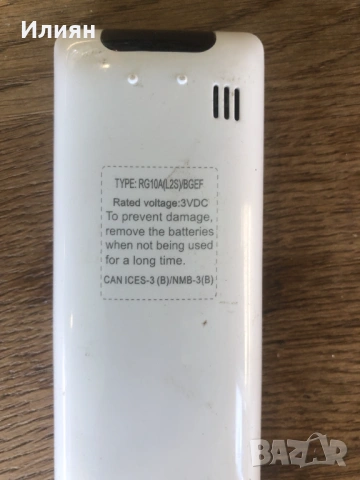 Илиян
TYPE: RG10A(L2S)/BGEF
Rated voltage:3VDC
To prevent damage,
remove the batteries
when not being used
for a long time.
CAN ICES-3 (B)/NMB-3(B)
BAZAR